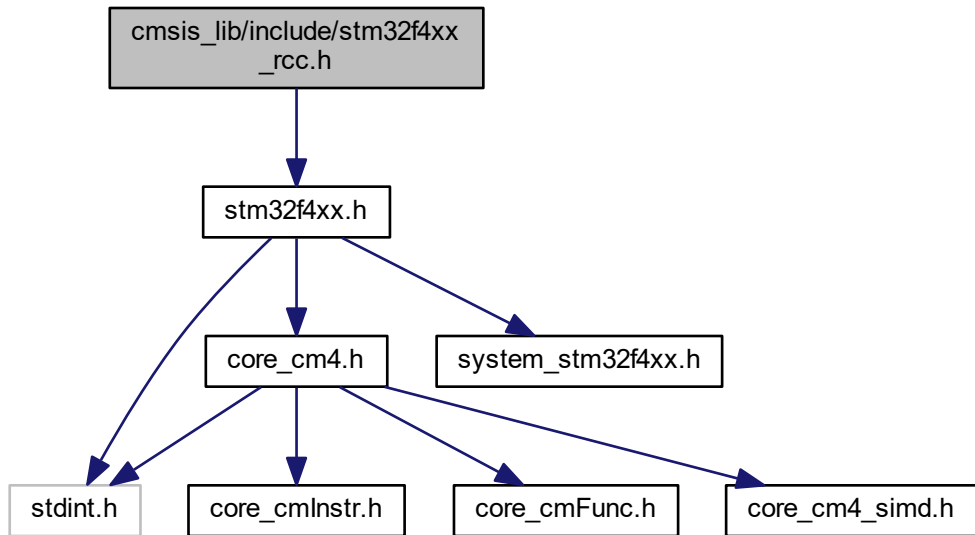 cmsis_lib/include/stm32f4xx
_rcc.h
stm32f4xx.h
core_cm4.h
system_stm32f4xx.h
stdint.h
core_cmInstr.h
core_cmFunc.h
core_cm4_simd.h